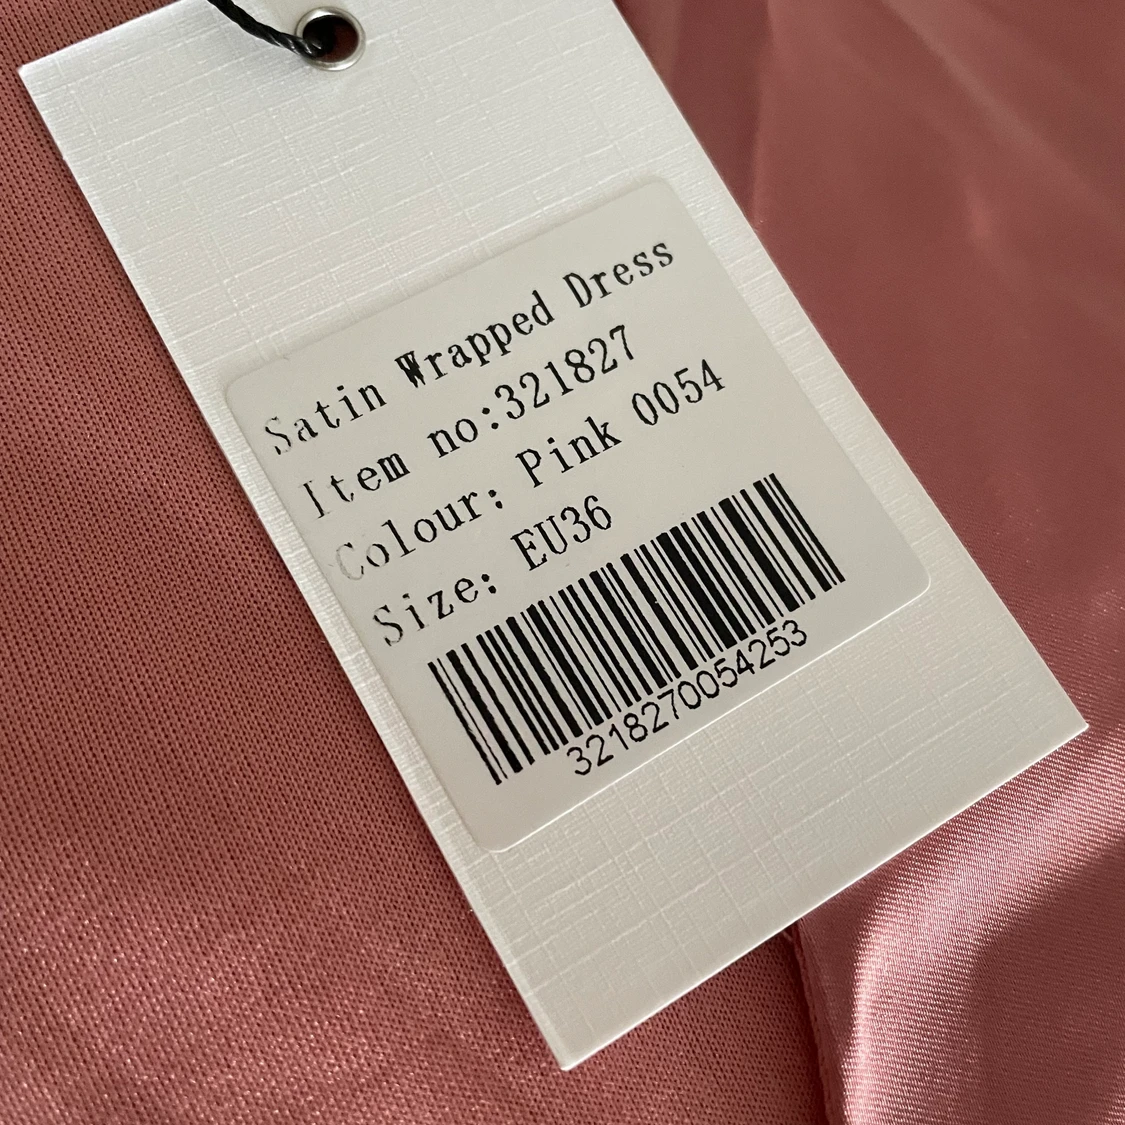 Satin Wrapped Dress
Item no:321827
Colour: Pink 0054
Size: EU36
3218270054253